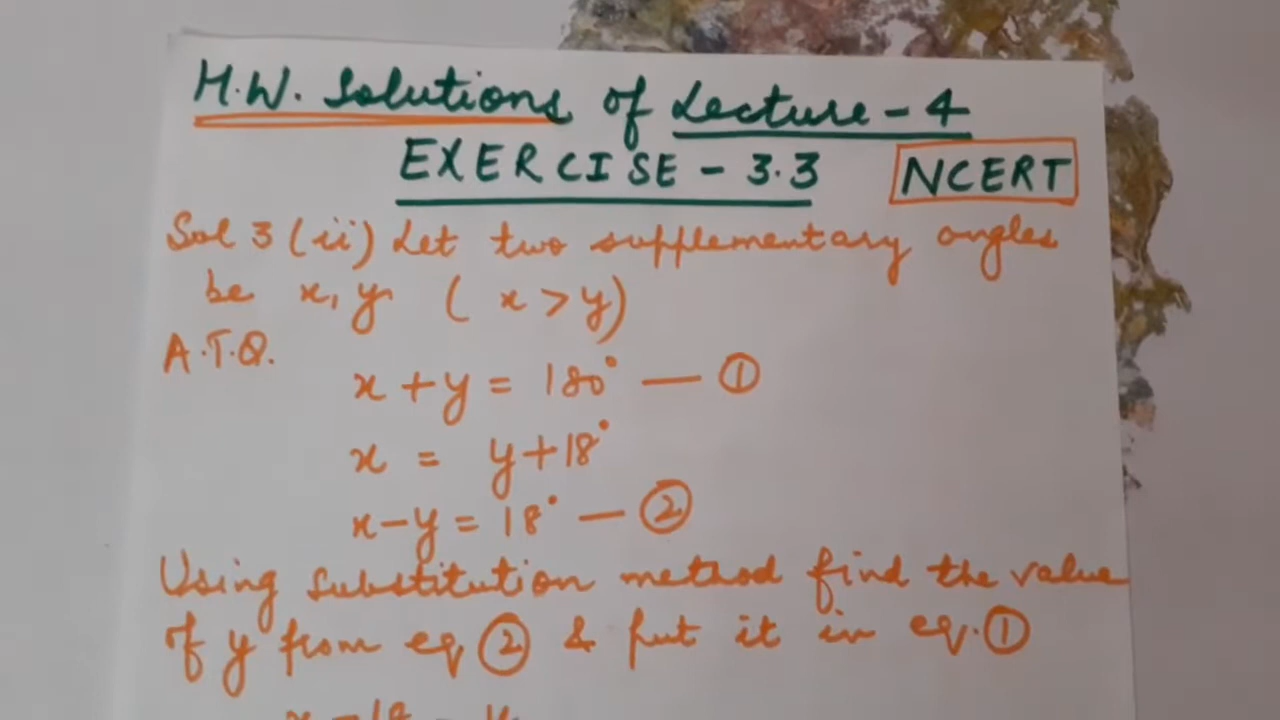 H.W. Solutions of Lecture - 4
EXERCISE - 3.3 NCERT
Sol 3 (ii) Let two supplementary angles
be x, y (x > y)
A.T.Q.
x + y = 180° — ①
x = y + 18°
x - y = 18° — ②
Using substitution method find the value
of y from eq ② & put it in eq. ①
x - 18 = y